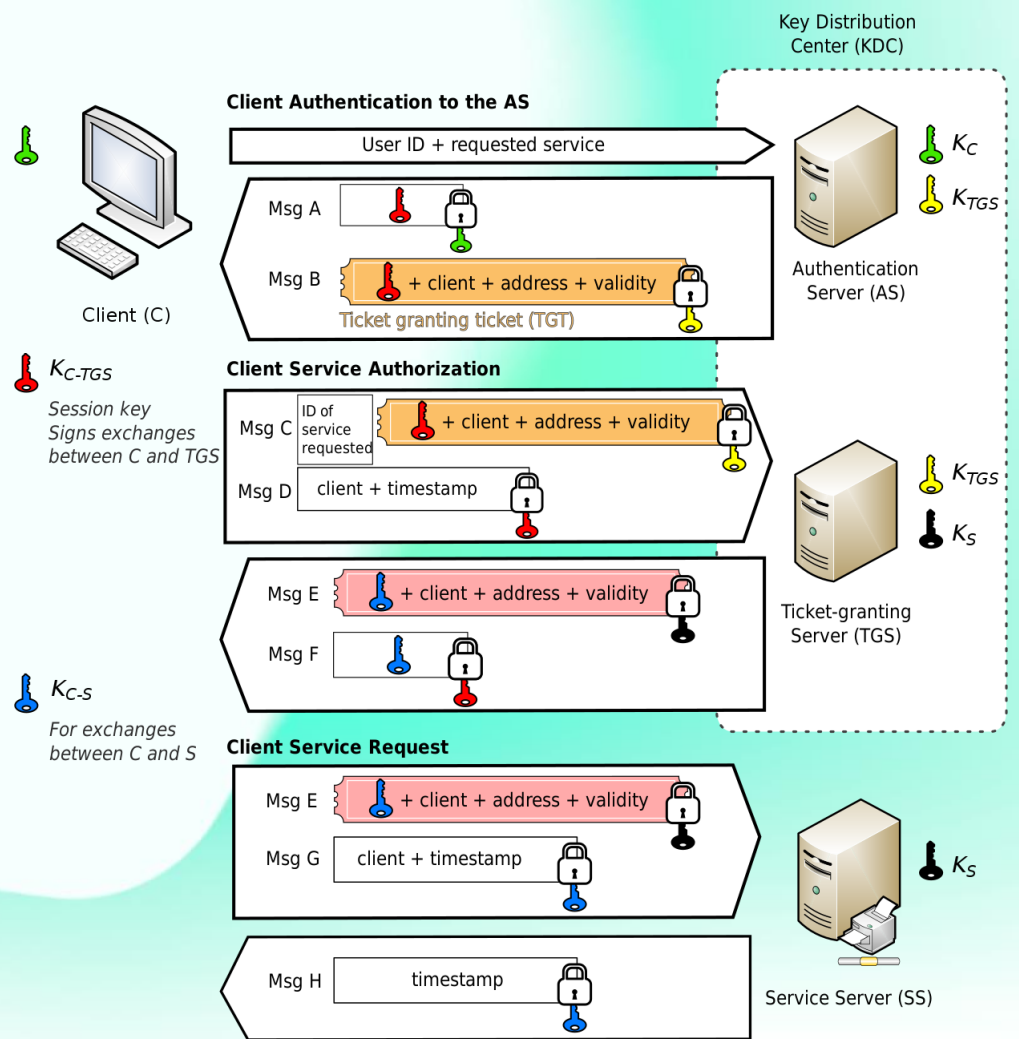 Key Distribution
Center (KDC)
Client Authentication to the AS
User ID + requested service
K_C
K_TGS
Msg A
Msg B
+ client + address + validity
Ticket granting ticket (TGT)
Authentication
Server (AS)
Client (C)
K_C-TGS
Session key
Signs exchanges
between C and TGS
Client Service Authorization
Msg C
ID of
service
requested
+ client + address + validity
Msg D
client + timestamp
K_TGS
K_S
Msg E
+ client + address + validity
Msg F
Ticket-granting
Server (TGS)
K_C-S
For exchanges
between C and S
Client Service Request
Msg E
+ client + address + validity
Msg G
client + timestamp
K_S
Msg H
timestamp
Service Server (SS)